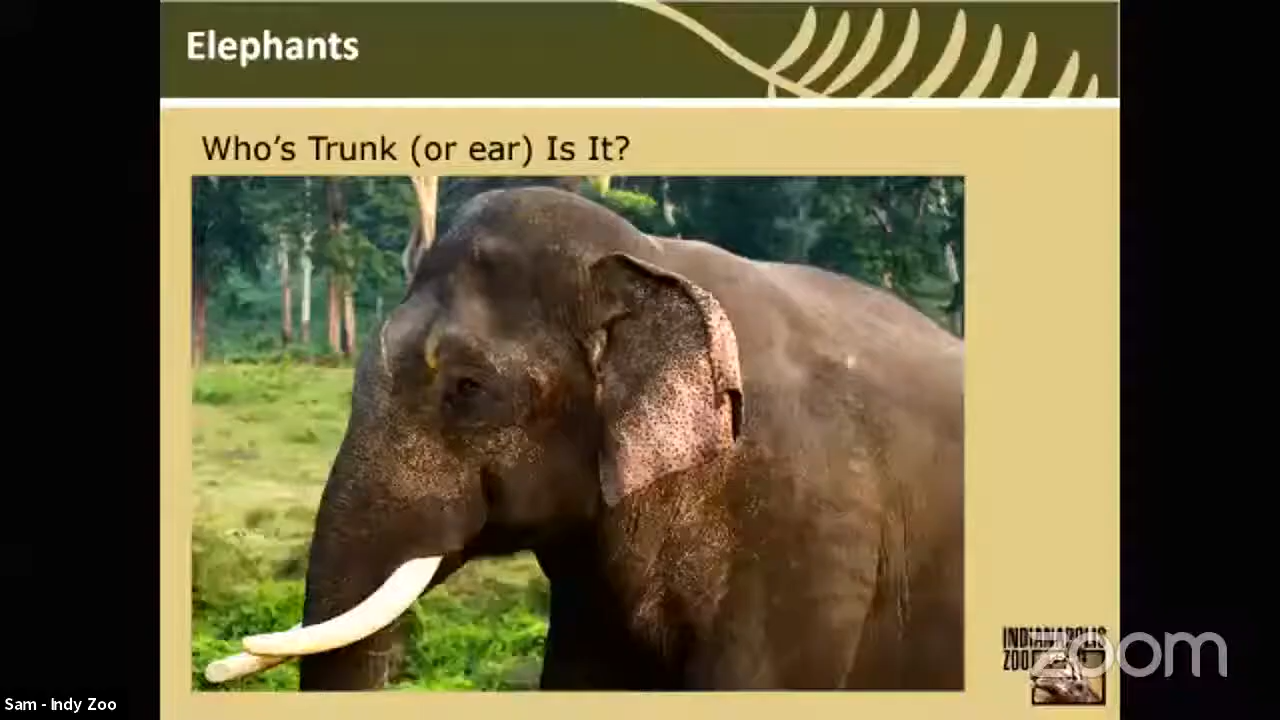 Elephants
Who's Trunk (or ear) Is It?
INDIANAPOLIS
ZOO
zoom
Sam - Indy Zoo